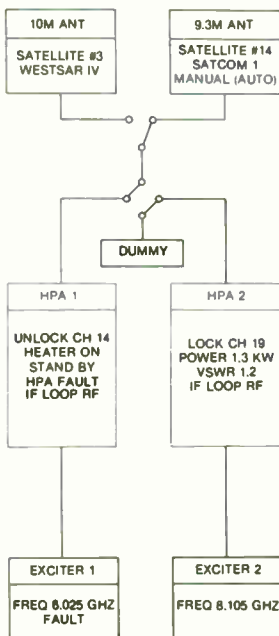 10M ANT
SATELLITE #3
WESTSAR IV
9.3M ANT
SATELLITE #14
SATCOM 1
MANUAL (AUTO)
DUMMY
HPA 1
UNLOCK CH 14
HEATER ON
STAND BY
HPA FAULT
IF LOOP RF
HPA 2
LOCK CH 19
POWER 1.3 KW
VSWR 1.2
IF LOOP RF
EXCITER 1
FREQ 6.025 GHZ
FAULT
EXCITER 2
FREQ 8.105 GHZ